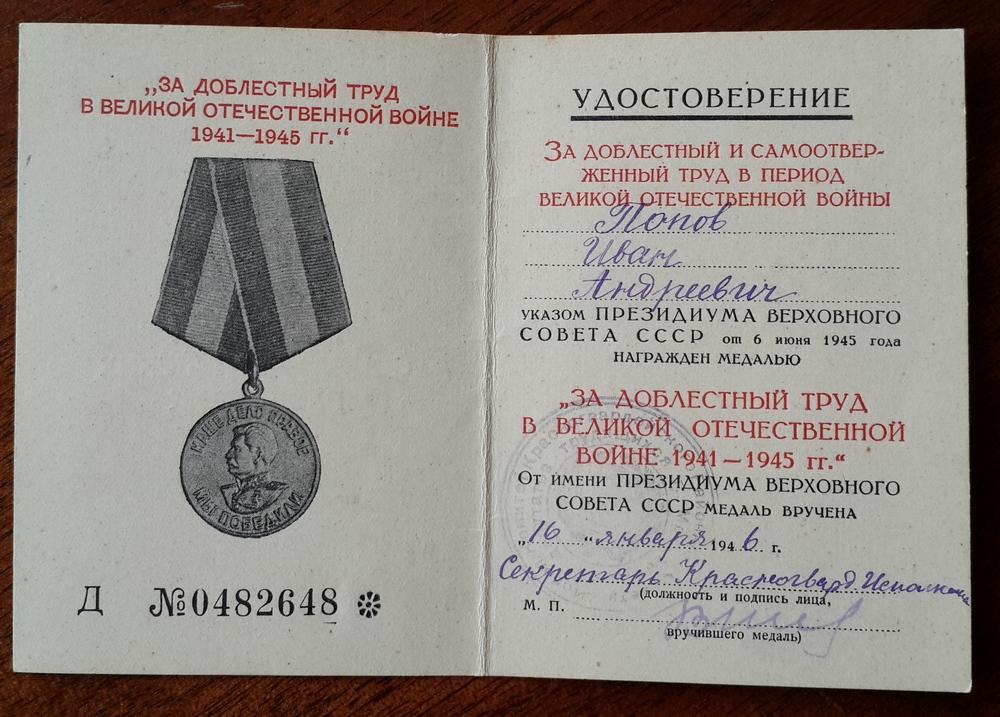 „ЗА ДОБЛЕСТНЫЙ ТРУД
В ВЕЛИКОЙ ОТЕЧЕСТВЕННОЙ ВОЙНЕ
1941—1945 гг.“
НАШЕ ДЕЛО ПРАВОЕ
МЫ ПОБЕДИЛИ
Д №0482648
УДОСТОВЕРЕНИЕ
ЗА ДОБЛЕСТНЫЙ И САМООТВЕР-
ЖЕННЫЙ ТРУД В ПЕРИОД
ВЕЛИКОЙ ОТЕЧЕСТВЕННОЙ ВОЙНЫ
Попов
Иван
Андреевич
УКАЗОМ ПРЕЗИДИУМА ВЕРХОВНОГО
СОВЕТА СССР от 6 июня 1945 года
НАГРАЖДЕН МЕДАЛЬЮ
„ЗА ДОБЛЕСТНЫЙ ТРУД
В ВЕЛИКОЙ ОТЕЧЕСТВЕННОЙ
ВОЙНЕ 1941—1945 гг.“
ОТ ИМЕНИ ПРЕЗИДИУМА ВЕРХОВНОГО
СОВЕТА СССР МЕДАЛЬ ВРУЧЕНА
„16“ января 1946 г.
Секретарь Красногвард Исполкома
(должность и подпись лица,
М. П.
вручившего медаль)